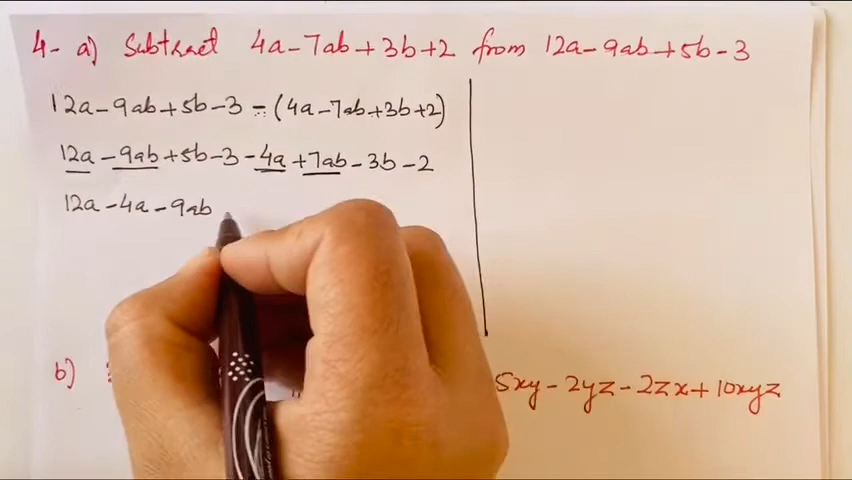 4- a) Subtract 4a-7ab+3b+2 from 12a-9ab+5b-3
12a-9ab+5b-3 -(4a-7ab+3b+2)
12a-9ab+5b-3-4a+7ab-3b-2
12a-4a-9ab
b) 5xy-2yz-2zx+10xyz